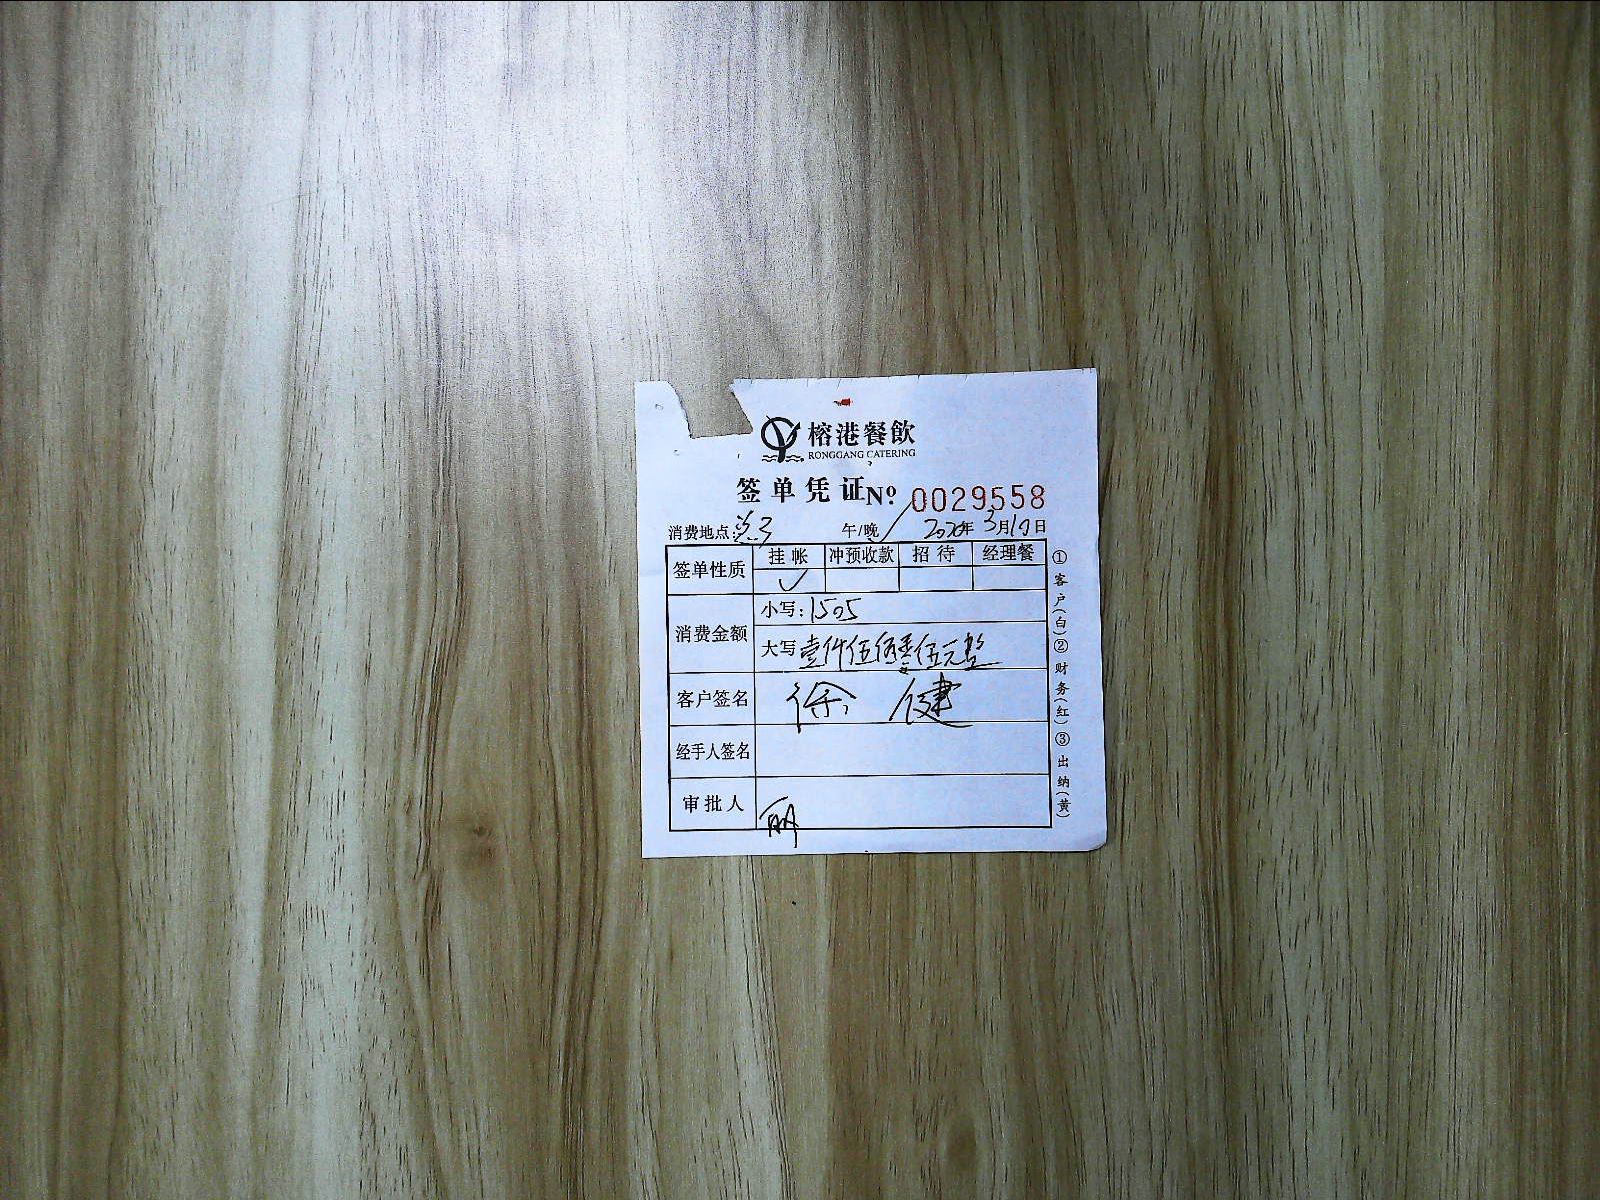 榕港餐飲
RONGGANG CATERING
签单凭证 Nº 0029558
消费地点: 午/晚 2020年3月17日
签单性质 挂帐 冲预收款 招待 经理餐
✓
消费金额 小写: 1505
大写 壹仟伍佰零伍元整
客户签名 徐健
经手人签名
审批人 丽
①客户(白)②财务(红)③出纳(黄)